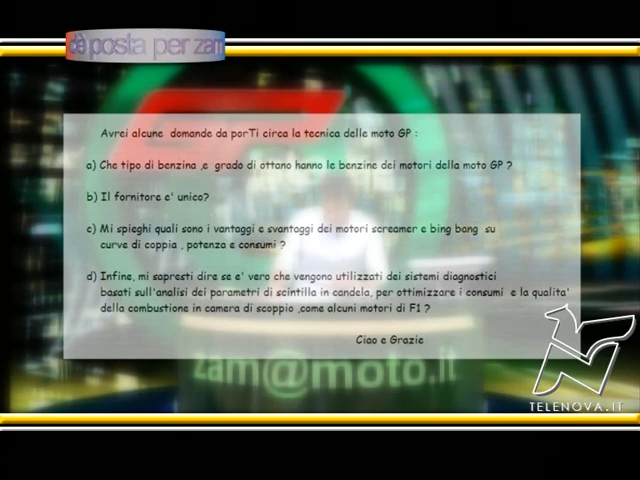 c'è posta per zam
Avrei alcune domande da porTi circa la tecnica delle moto GP :
a) Che tipo di benzina ,e grado di ottano hanno le benzine dei motori della moto GP ?
b) Il fornitore e' unico?
c) Mi spieghi quali sono i vantaggi e svantaggi dei motori screamer e bing bang su
curve di coppia , potenza e consumi ?
d) Infine, mi sapresti dire se e' vero che vengono utilizzati dei sistemi diagnostici
basati sull'analisi dei parametri di scintilla in candela, per ottimizzare i consumi e la qualita'
della combustione in camera di scoppio ,come alcuni motori di F1 ?
Ciao e Grazie
zam@moto.it
TELENOVA.IT